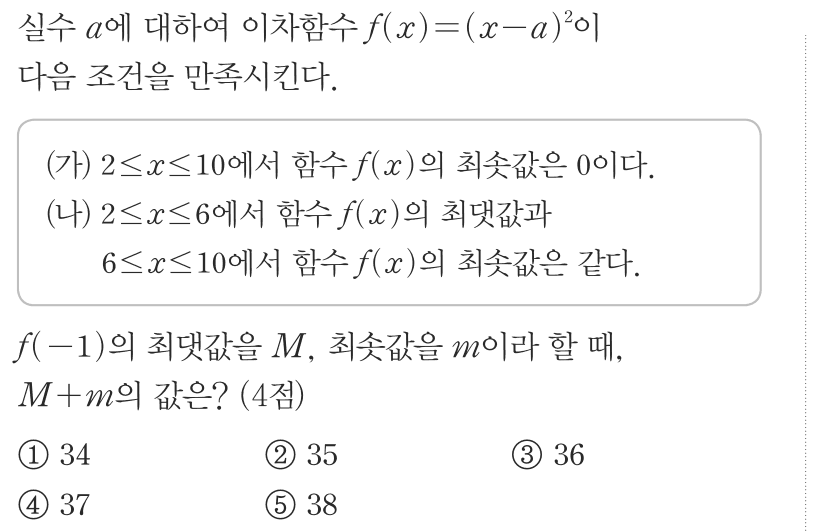 실수 a에 대하여 이차함수 f(x)=(x-a)²이
다음 조건을 만족시킨다.
(가) 2≤x≤10에서 함수 f(x)의 최솟값은 0이다.
(나) 2≤x≤6에서 함수 f(x)의 최댓값과
6≤x≤10에서 함수 f(x)의 최솟값은 같다.
f(-1)의 최댓값을 M, 최솟값을 m이라 할 때,
M+m의 값은? (4점)
① 34 ② 35 ③ 36
④ 37 ⑤ 38